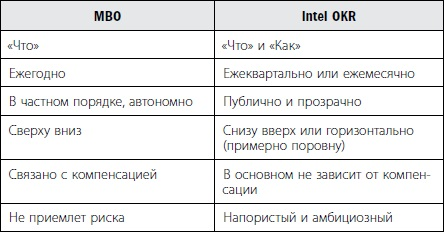 MBO Intel OKR
«Что» «Что» и «Как»
Ежегодно Ежеквартально или ежемесячно
В частном порядке, автономно Публично и прозрачно
Сверху вниз Снизу вверх или горизонтально
(примерно поровну)
Связано с компенсацией В основном не зависит от компен-
сации
Не приемлет риска Напористый и амбициозный